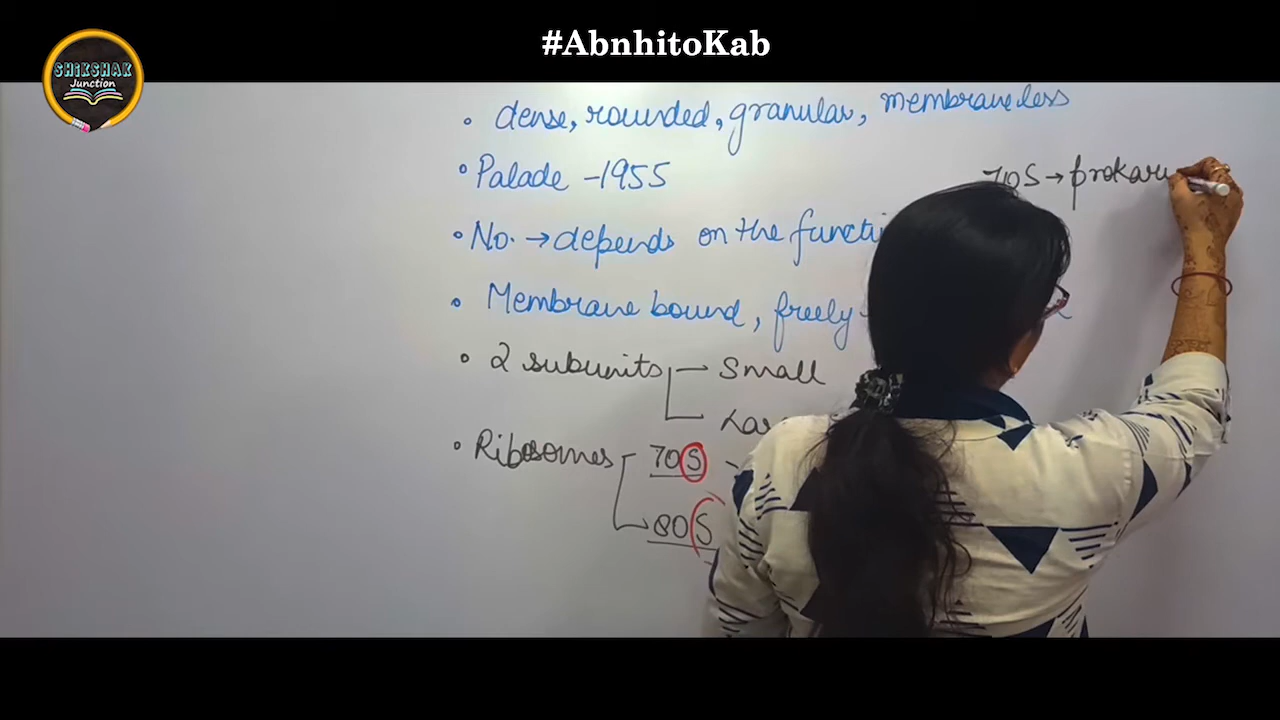 #AbnhitoKab
SHIKSHAK
Junction
• dense, rounded, granular, membraneless
• Palade - 1955
70S → prokary
• No. → depends on the functi
• Membrane bound, freely
• 2 subunits — Small
• Ribosomes 70S
80S